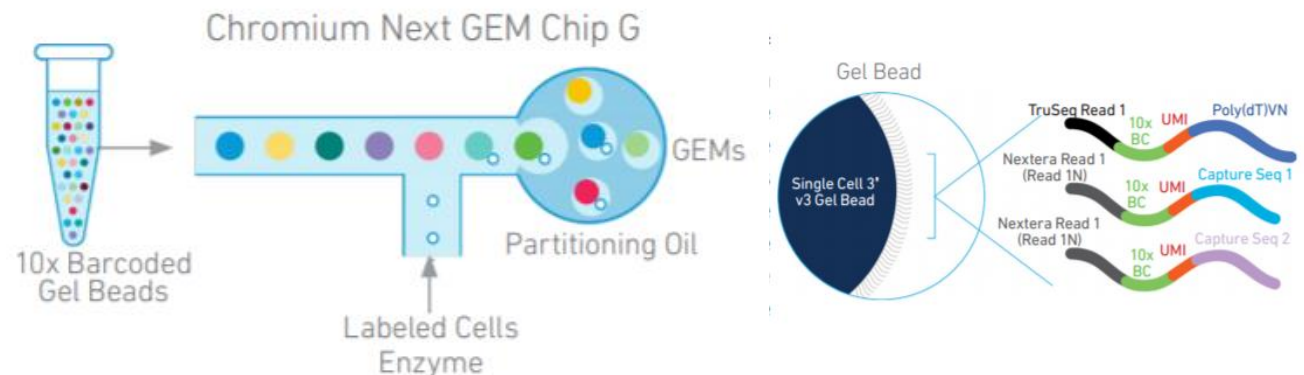 Chromium Next GEM Chip G
10x Barcoded
Gel Beads
GEMs
Partitioning Oil
Labeled Cells
Enzyme
Gel Bead
Single Cell 3'
v3 Gel Bead
TruSeq Read 1
10x
BC
UMI
Poly(dT)VN
Nextera Read 1
(Read 1N)
10x
BC
UMI
Capture Seq 1
Nextera Read 1
(Read 1N)
10x
BC
UMI
Capture Seq 2